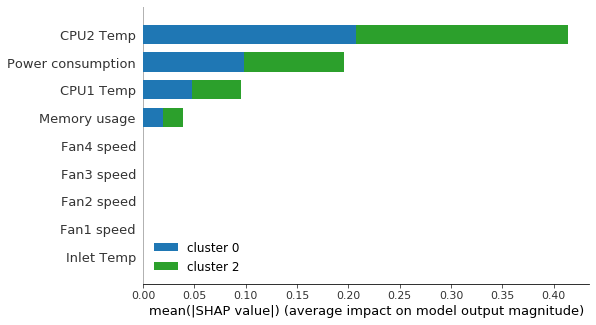 CPU2 Temp
Power consumption
CPU1 Temp
Memory usage
Fan4 speed
Fan3 speed
Fan2 speed
Fan1 speed
Inlet Temp
cluster 0
cluster 2
0.00 0.05 0.10 0.15 0.20 0.25 0.30 0.35 0.40
mean(|SHAP value|) (average impact on model output magnitude)